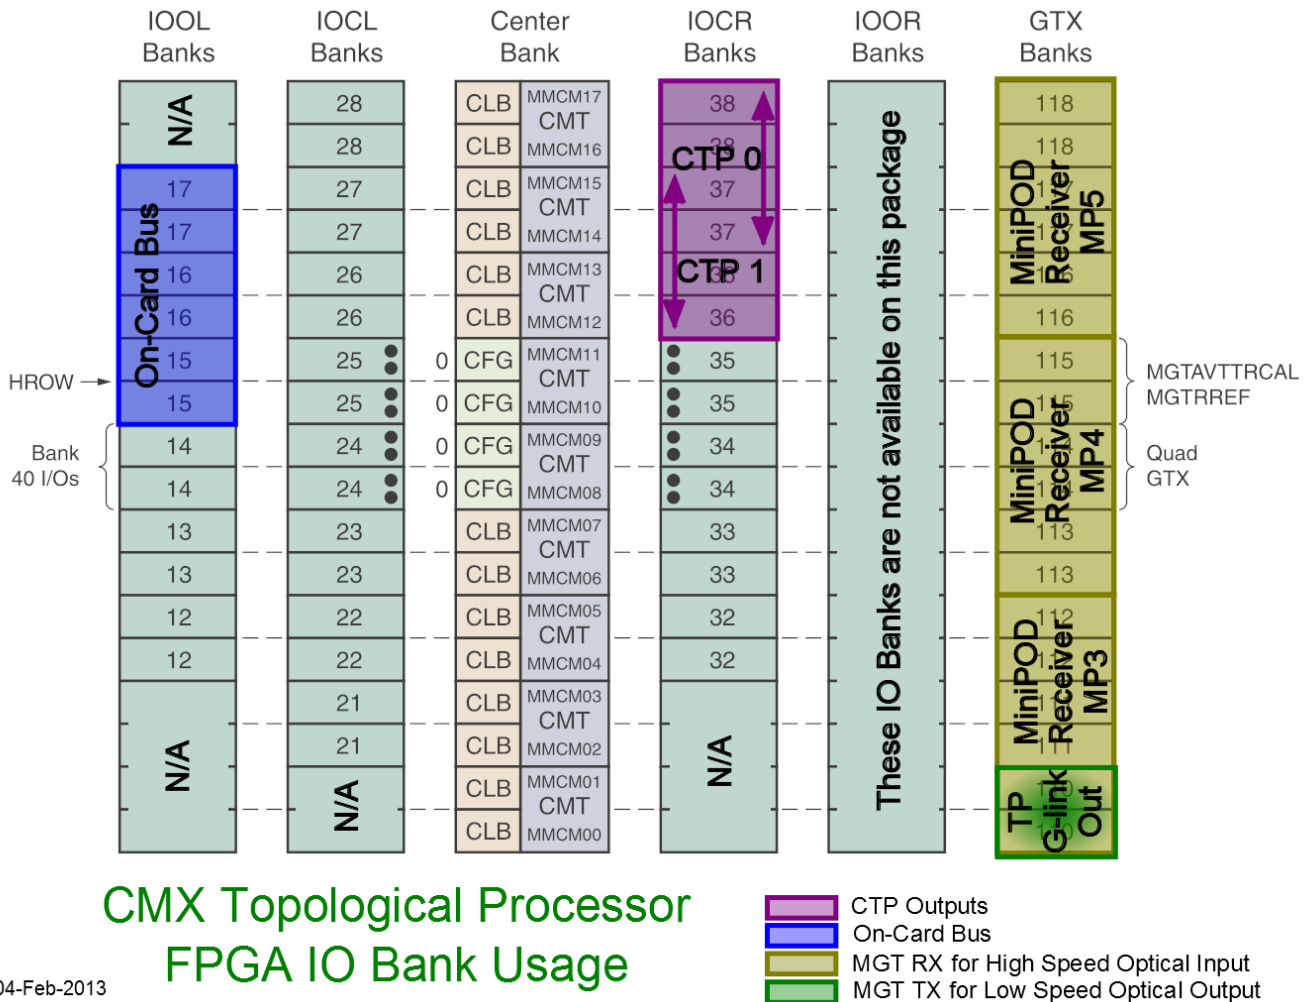 IOOL Banks
IOCL Banks
Center Bank
IOCR Banks
IOOR Banks
GTX Banks
N/A
17
17
16
16
15
15
14
14
13
13
12
12
N/A
On-Card Bus
HROW
Bank
40 I/Os
28
28
27
27
26
26
25
25
24
24
23
23
22
22
21
21
N/A
0
0
0
0
CLB
CLB
CLB
CLB
CLB
CLB
CFG
CFG
CFG
CFG
CLB
CLB
CLB
CLB
CLB
CLB
CLB
CLB
MMCM17
CMT
MMCM16
MMCM15
CMT
MMCM14
MMCM13
CMT
MMCM12
MMCM11
CMT
MMCM10
MMCM09
CMT
MMCM08
MMCM07
CMT
MMCM06
MMCM05
CMT
MMCM04
MMCM03
CMT
MMCM02
MMCM01
CMT
MMCM00
38
CTP 0
37
37
CTP 1
36
35
35
34
34
33
33
32
32
N/A
These IO Banks are not available on this package
118
118
116
115
113
113
MiniPOD
Receiver
MP5
MiniPOD
Receiver
MP4
MiniPOD
Receiver
MP3
TP
G-link
Out
MGTAVTTRCAL
MGTRREF
Quad
GTX
CMX Topological Processor
FPGA IO Bank Usage
CTP Outputs
On-Card Bus
MGT RX for High Speed Optical Input
MGT TX for Low Speed Optical Output
04-Feb-2013